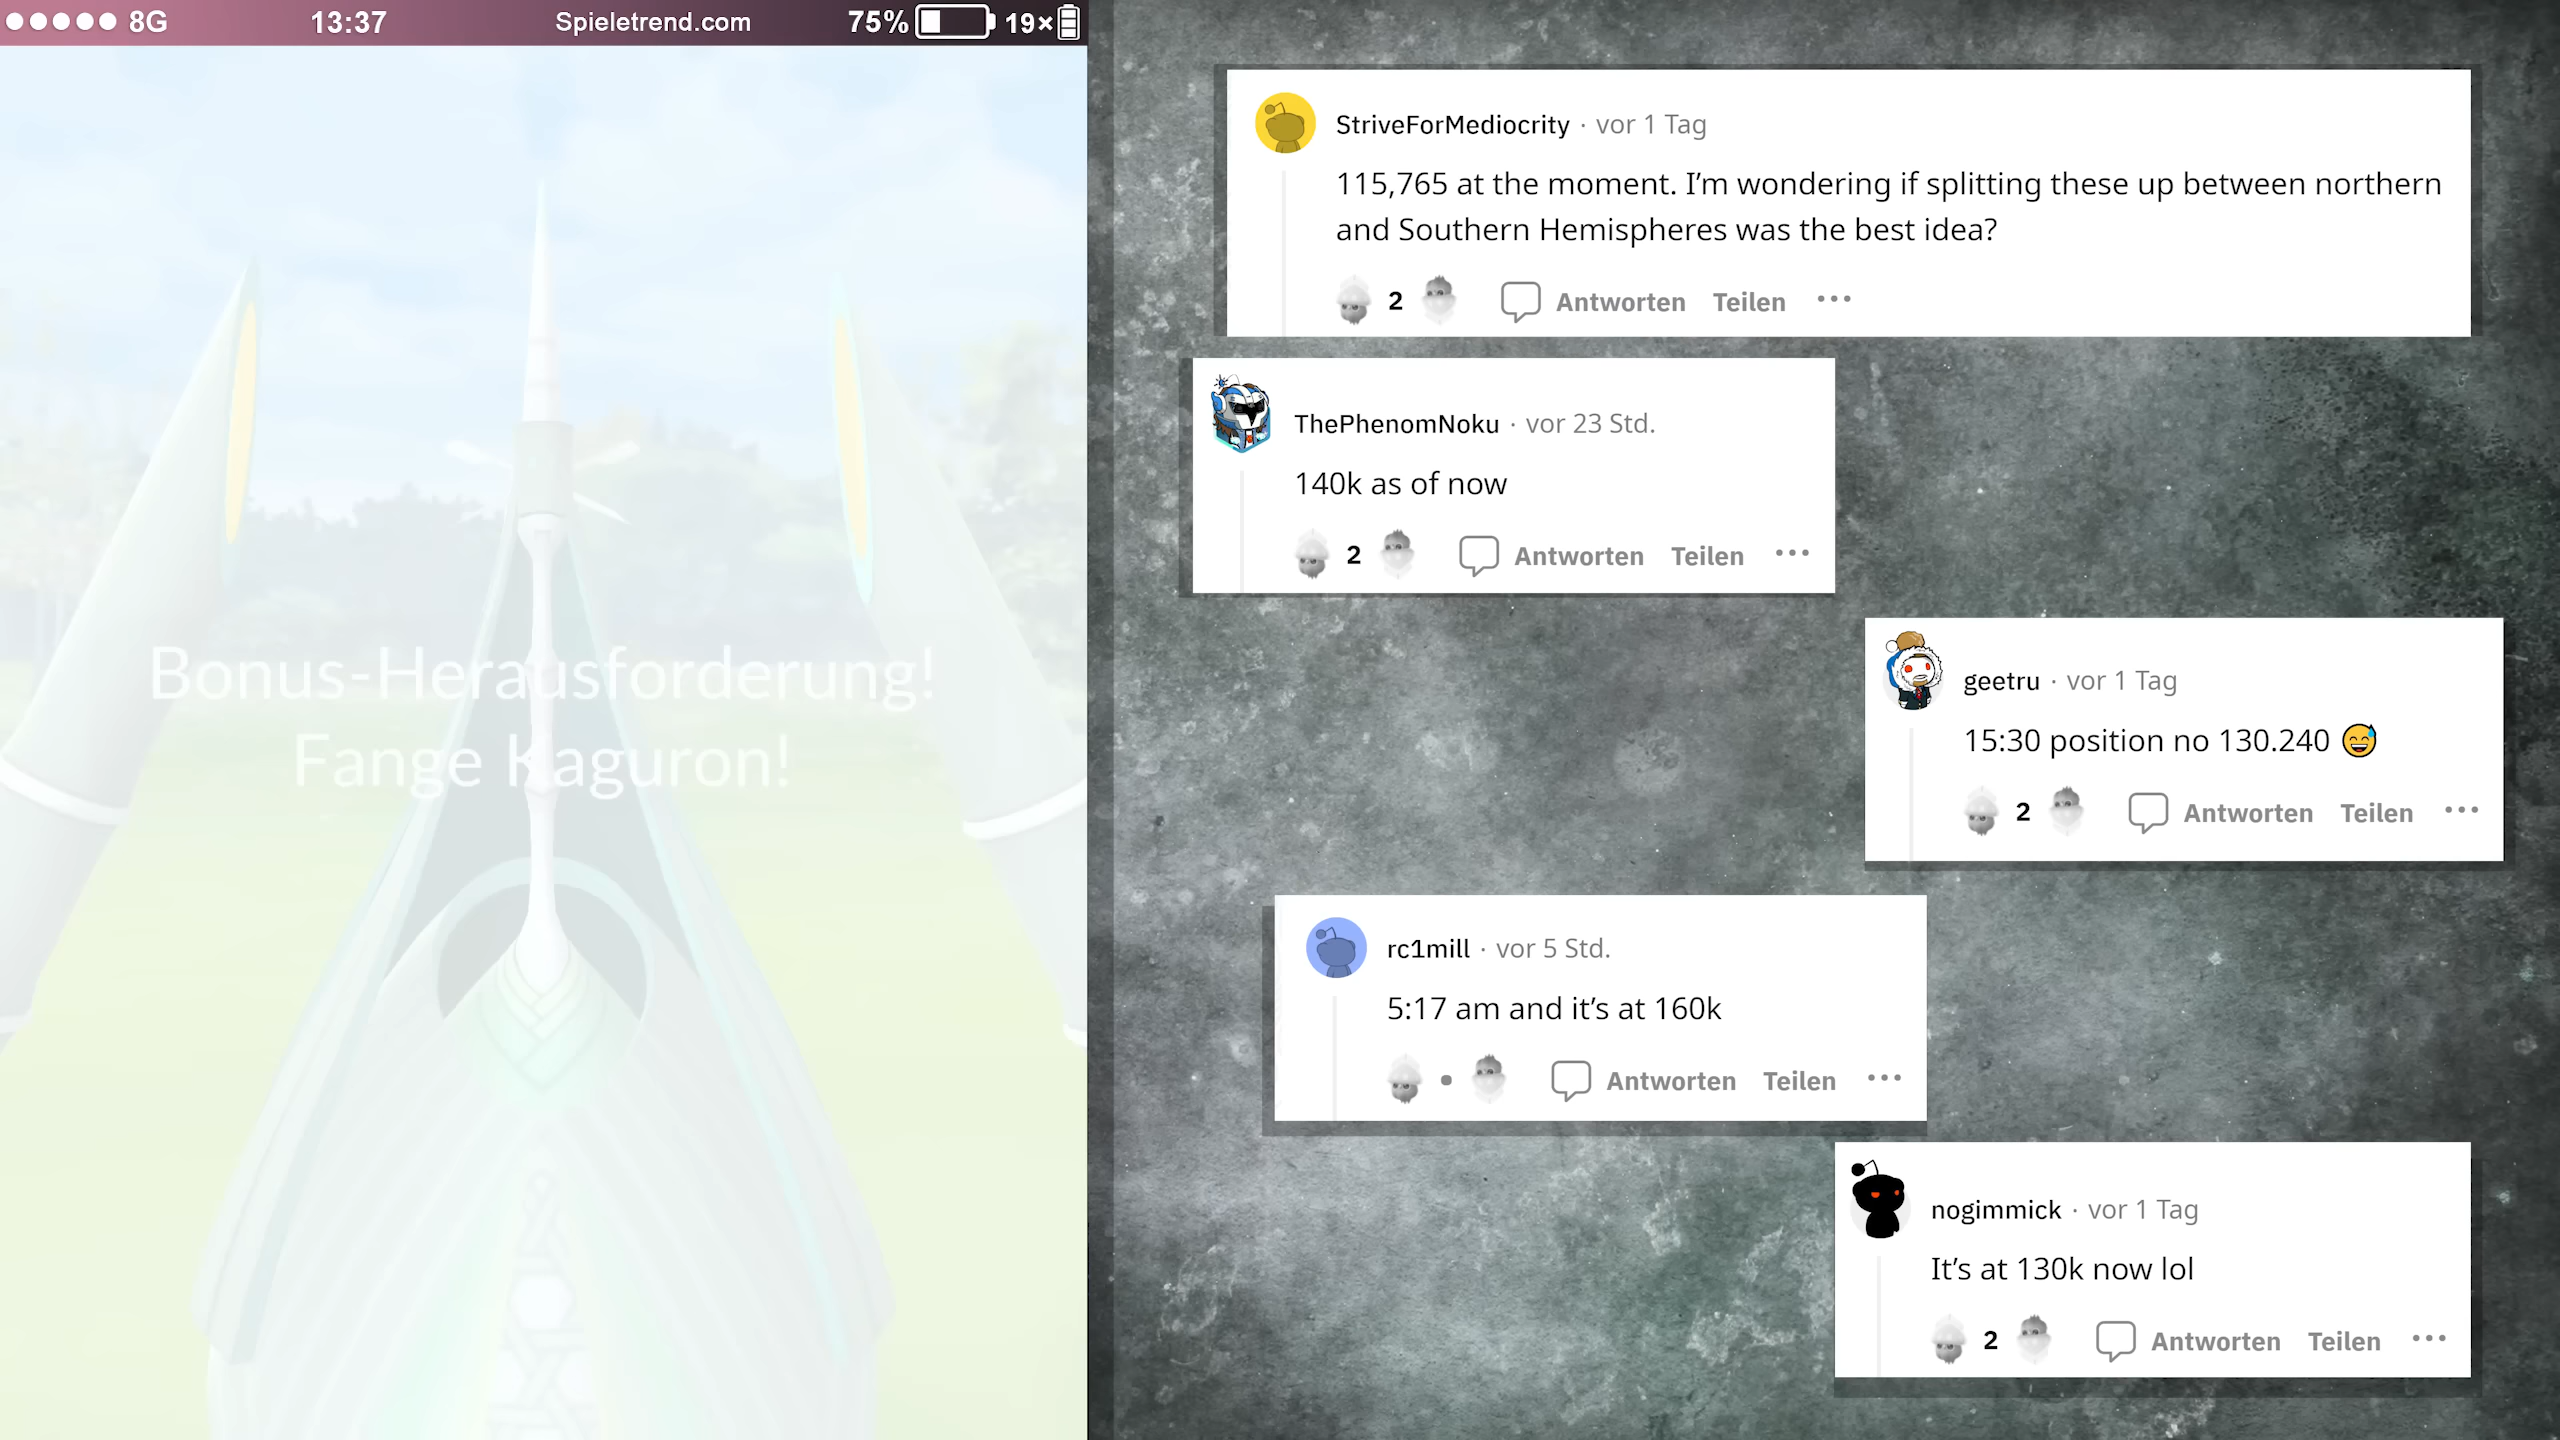 8G 13:37 Spieletrend.com 75% 19×
Bonus-Herausforderung!
Fange Kaguron!
StriveForMediocrity · vor 1 Tag
115,765 at the moment. I’m wondering if splitting these up between northern
and Southern Hemispheres was the best idea?
2 Antworten Teilen ···
ThePhenomNoku · vor 23 Std.
140k as of now
2 Antworten Teilen ···
geetru · vor 1 Tag
15:30 position no 130.240 😅
2 Antworten Teilen ···
rc1mill · vor 5 Std.
5:17 am and it’s at 160k
• Antworten Teilen ···
nogimmick · vor 1 Tag
It’s at 130k now lol
2 Antworten Teilen ···